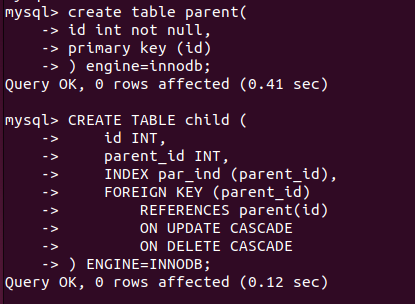 mysql> create table parent(
    -> id int not null,
    -> primary key (id)
    -> ) engine=innodb;
Query OK, 0 rows affected (0.41 sec)

mysql> CREATE TABLE child (
    ->     id INT,
    ->     parent_id INT,
    ->     INDEX par_ind (parent_id),
    ->     FOREIGN KEY (parent_id)
    ->         REFERENCES parent(id)
    ->         ON UPDATE CASCADE
    ->         ON DELETE CASCADE
    -> ) ENGINE=INNODB;
Query OK, 0 rows affected (0.12 sec)